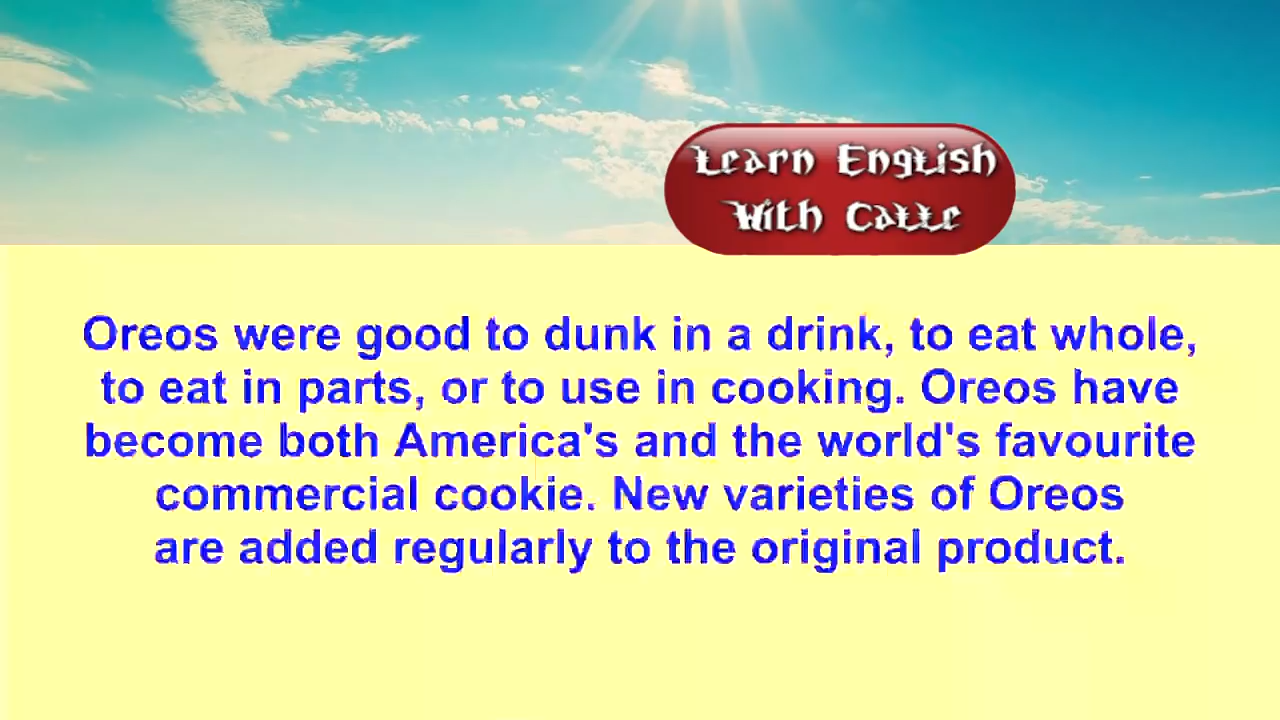 Learn English
With Calle
Oreos were good to dunk in a drink, to eat whole,
to eat in parts, or to use in cooking. Oreos have
become both America's and the world's favourite
commercial cookie. New varieties of Oreos
are added regularly to the original product.